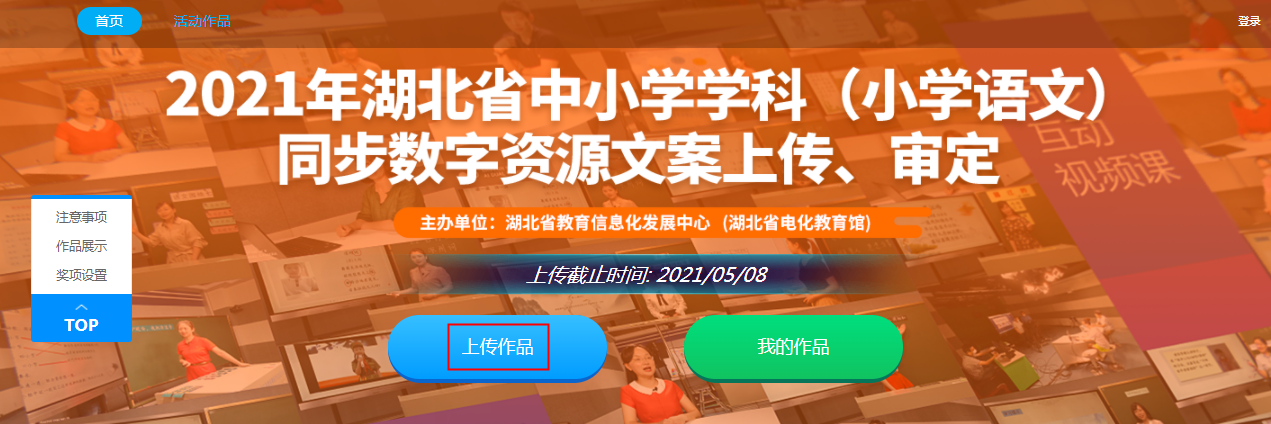 首页
活动作品
登录
2021年湖北省中小学学科（小学语文）
同步数字资源文案上传、审定
互动
视频课
主办单位：湖北省教育信息化发展中心 (湖北省电化教育馆)
注意事项
作品展示
奖项设置
TOP
上传截止时间: 2021/05/08
上传作品
我的作品